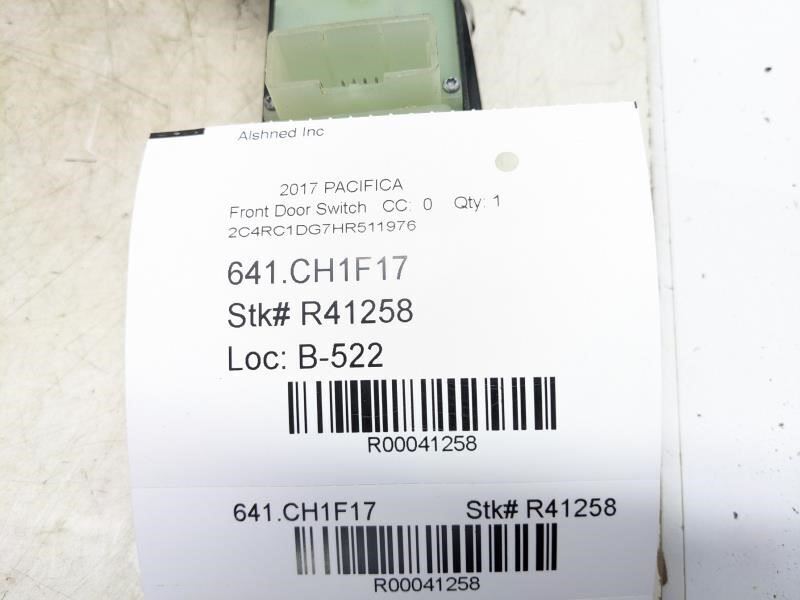 Alshned Inc
2017 PACIFICA
Front Door Switch CC: 0 Qty: 1
2C4RC1DG7HR511976
641.CH1F17
Stk# R41258
Loc: B-522
R00041258
641.CH1F17 Stk# R41258
R00041258